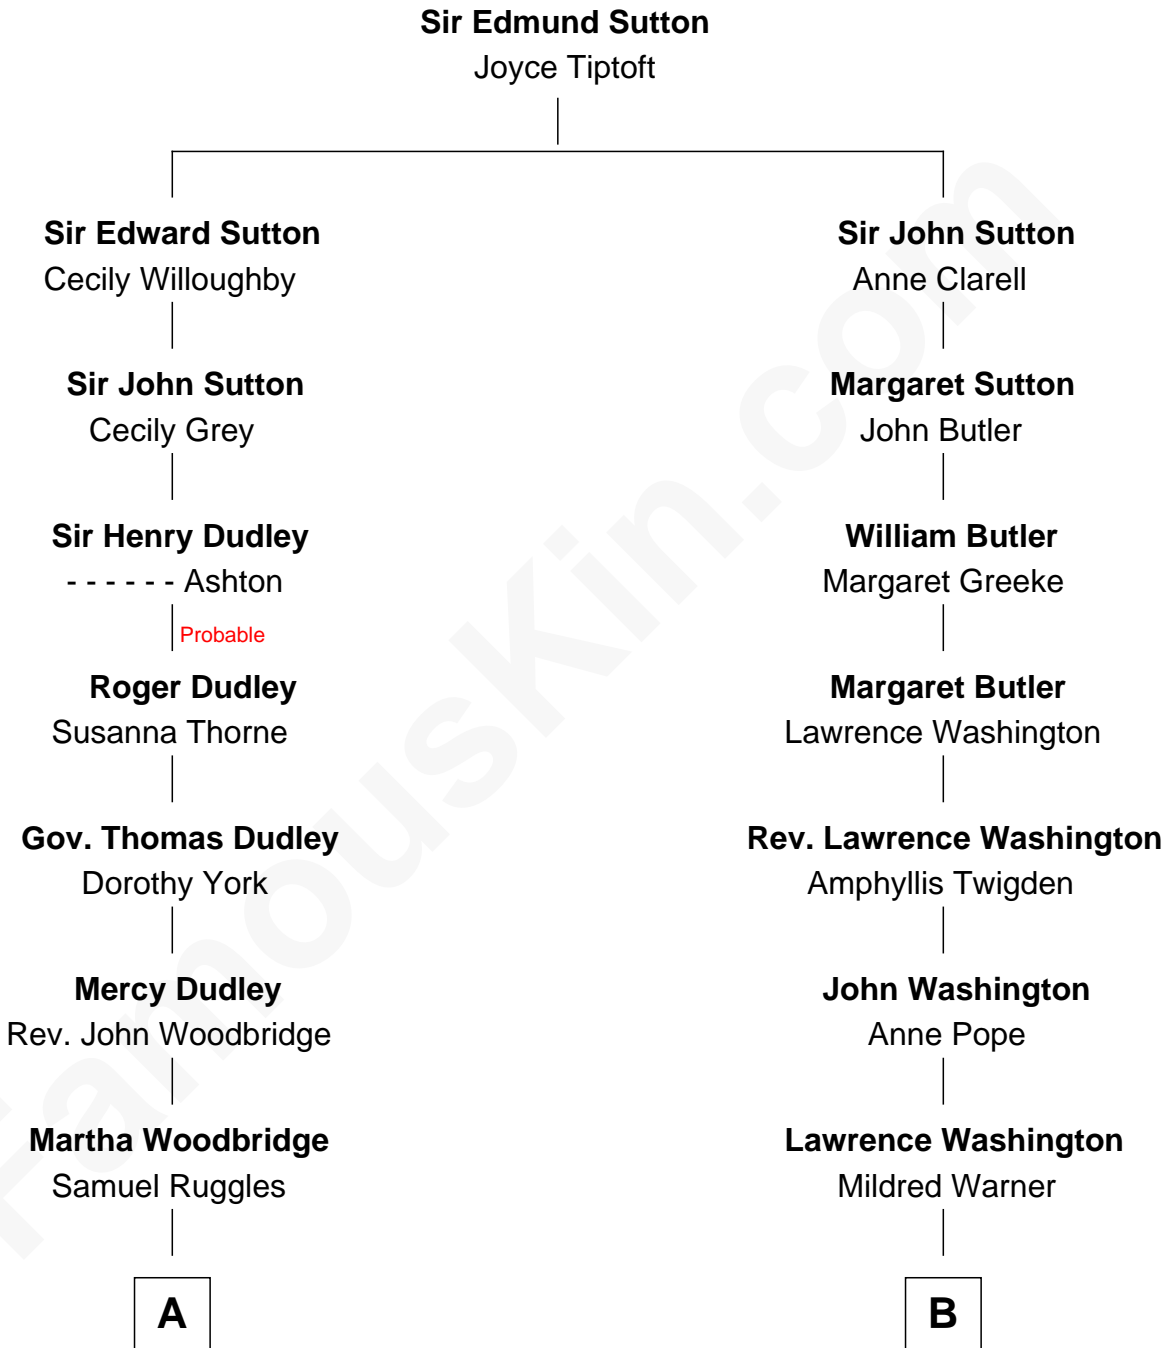 Sir Edmund Sutton
Joyce Tiptoft
Sir Edward Sutton
Cecily Willoughby
Sir John Sutton
Anne Clarell
Sir John Sutton
Cecily Grey
Margaret Sutton
John Butler
Sir Henry Dudley
- - - - - - Ashton
William Butler
Margaret Greeke
Probable
Roger Dudley
Susanna Thorne
Margaret Butler
Lawrence Washington
Gov. Thomas Dudley
Dorothy York
Rev. Lawrence Washington
Amphyllis Twigden
Mercy Dudley
Rev. John Woodbridge
John Washington
Anne Pope
Martha Woodbridge
Samuel Ruggles
Lawrence Washington
Mildred Warner
A
B
FamousKin.com